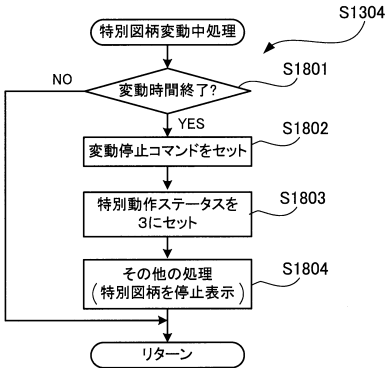 特別図柄変動中処理
S1304
変動時間終了?
S1801
NO
YES
変動停止コマンドをセット
S1802
特別動作ステータスを
3にセット
S1803
その他の処理
(特別図柄を停止表示)
S1804
リターン